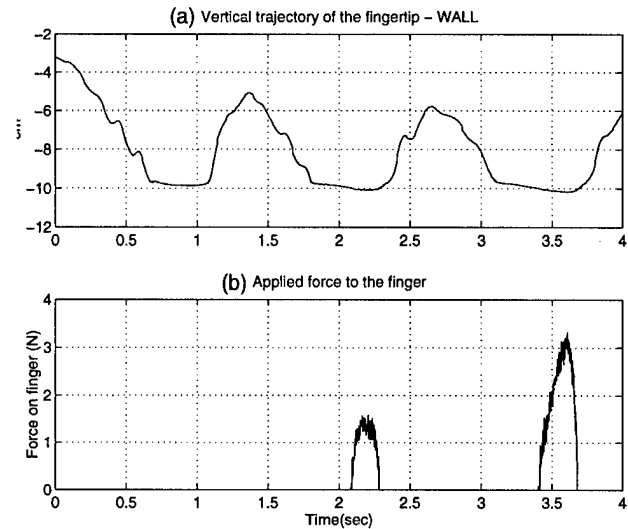 (a) Vertical trajectory of the fingertip – WALL
−2
−4
−6
−8
−10
−12
0 0.5 1 1.5 2 2.5 3 3.5 4
(b) Applied force to the finger
Force on finger (N)
4
3
2
1
0
0 0.5 1 1.5 2 2.5 3 3.5 4
Time(sec)